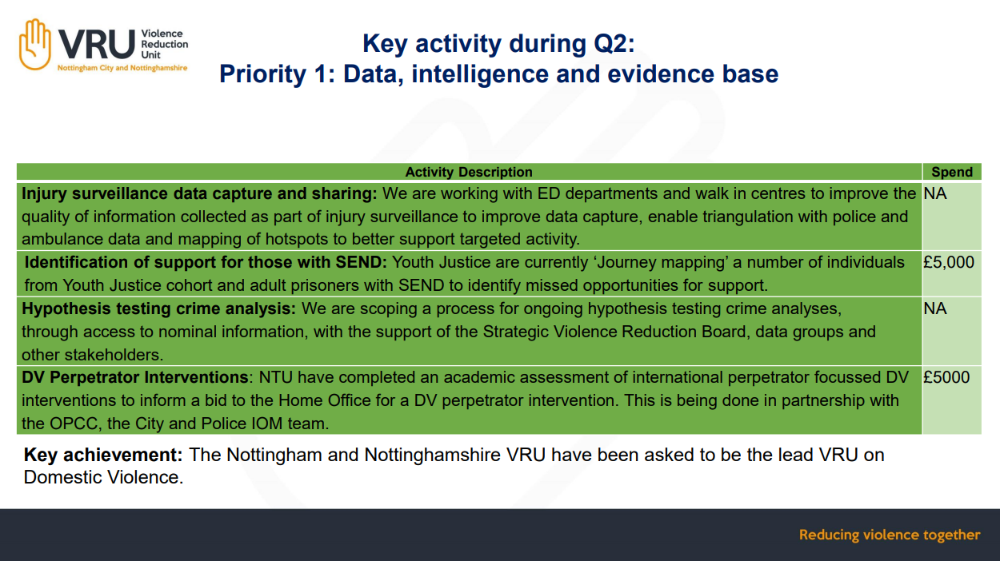 VRU
Violence
Reduction
Unit
Nottingham City and Nottinghamshire
Key activity during Q2:
Priority 1: Data, intelligence and evidence base
Activity Description Spend
Injury surveillance data capture and sharing: We are working with ED departments and walk in centres to improve the NA
quality of information collected as part of injury surveillance to improve data capture, enable triangulation with police and
ambulance data and mapping of hotspots to better support targeted activity.
Identification of support for those with SEND: Youth Justice are currently ‘Journey mapping’ a number of individuals £5,000
from Youth Justice cohort and adult prisoners with SEND to identify missed opportunities for support.
Hypothesis testing crime analysis: We are scoping a process for ongoing hypothesis testing crime analyses, NA
through access to nominal information, with the support of the Strategic Violence Reduction Board, data groups and
other stakeholders.
DV Perpetrator Interventions: NTU have completed an academic assessment of international perpetrator focussed DV £5000
interventions to inform a bid to the Home Office for a DV perpetrator intervention. This is being done in partnership with
the OPCC, the City and Police IOM team.
Key achievement: The Nottingham and Nottinghamshire VRU have been asked to be the lead VRU on
Domestic Violence.
Reducing violence together